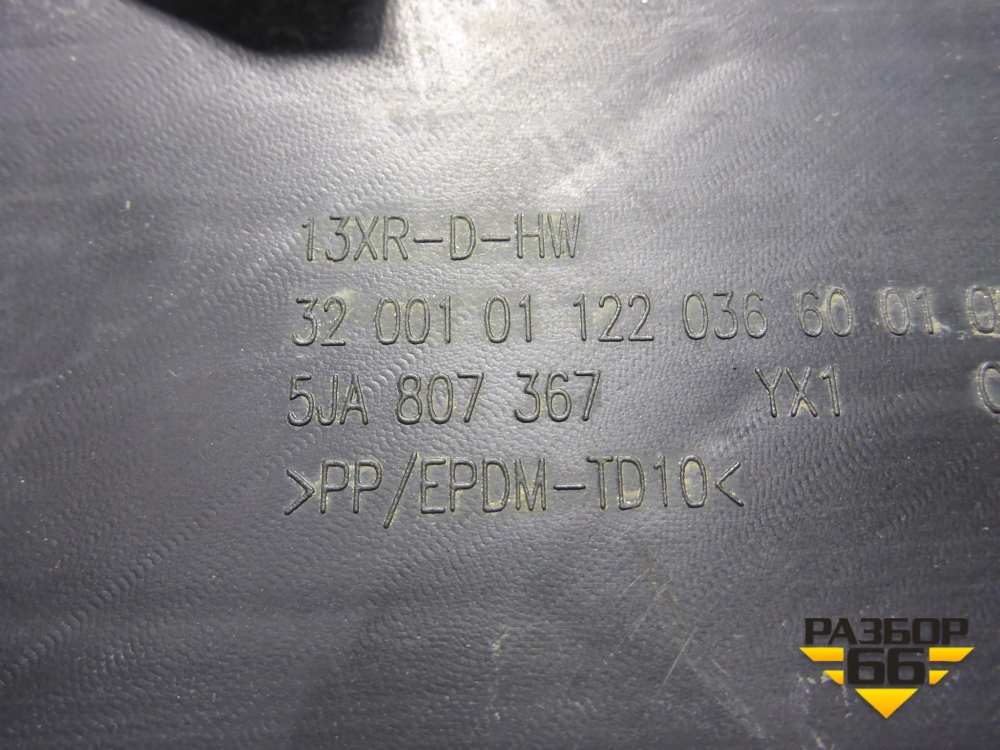 13XR-D-HW
32 001 01 122 036 60 01
5JA 807 367 YX1
>PP/EPDM-TD10<
РАЗБОР
66